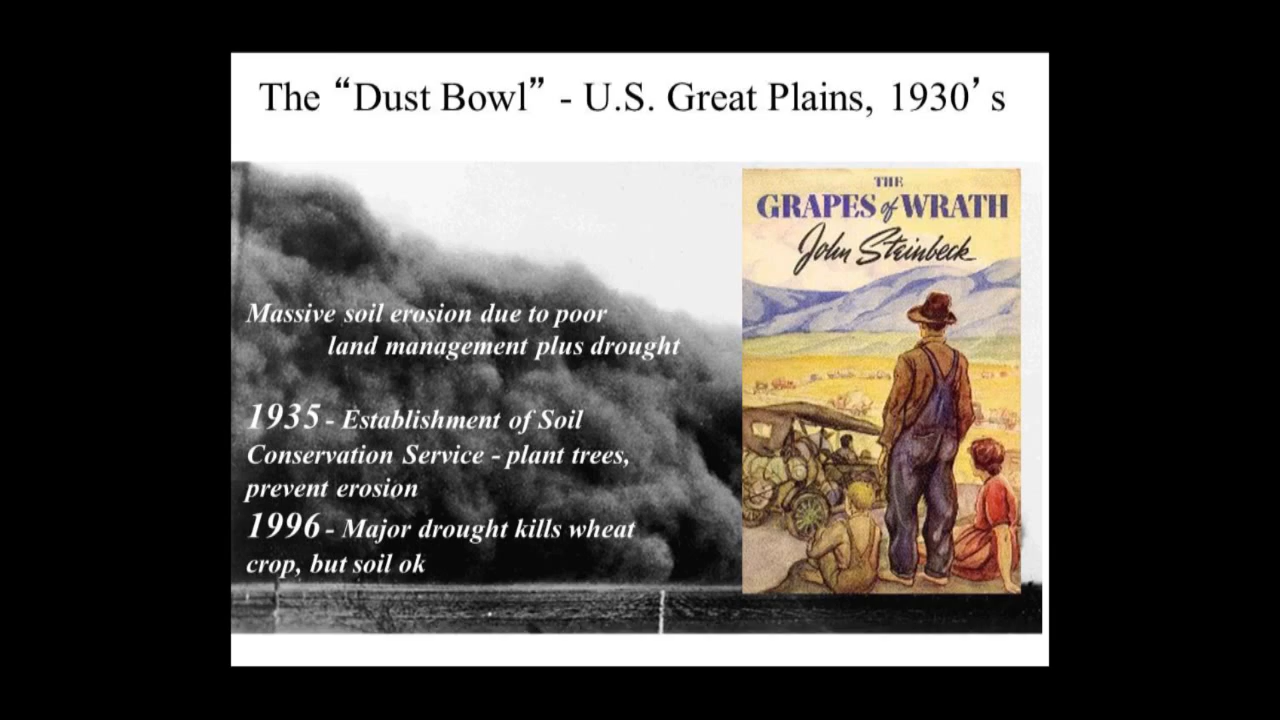 The “Dust Bowl” - U.S. Great Plains, 1930’s
Massive soil erosion due to poor
land management plus drought
1935 - Establishment of Soil
Conservation Service - plant trees,
prevent erosion
1996 - Major drought kills wheat
crop, but soil ok
THE
GRAPES of WRATH
John Steinbeck